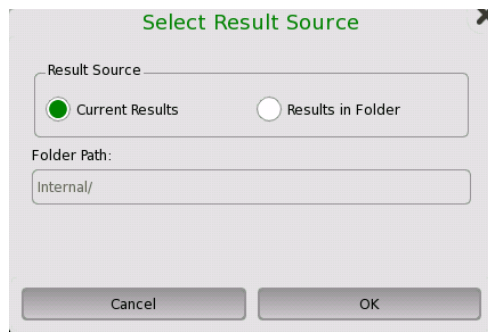 Select Result Source
Result Source
Current Results Results in Folder
Folder Path:
Internal/
Cancel OK